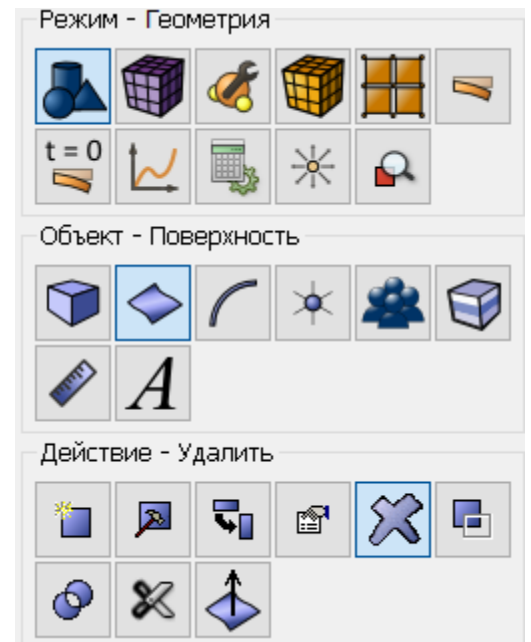 Режим - Геометрия
t = 0
Объект - Поверхность
A
Действие - Удалить